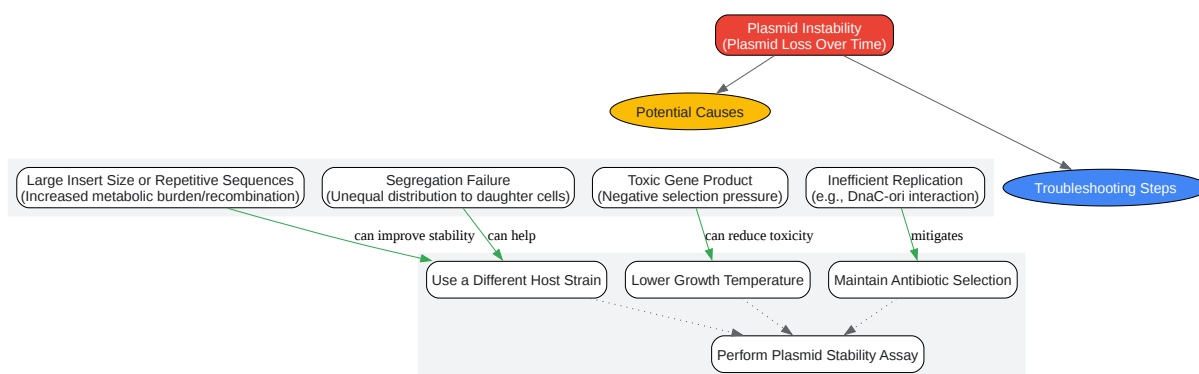 Plasmid Instability
(Plasmid Loss Over Time)
Potential Causes
Troubleshooting Steps
Large Insert Size or Repetitive Sequences
(Increased metabolic burden/recombination)
Segregation Failure
(Unequal distribution to daughter cells)
Toxic Gene Product
(Negative selection pressure)
Inefficient Replication
(e.g., DnaC-ori interaction)
can improve stability
can help
can reduce toxicity
mitigates
Use a Different Host Strain
Lower Growth Temperature
Maintain Antibiotic Selection
Perform Plasmid Stability Assay